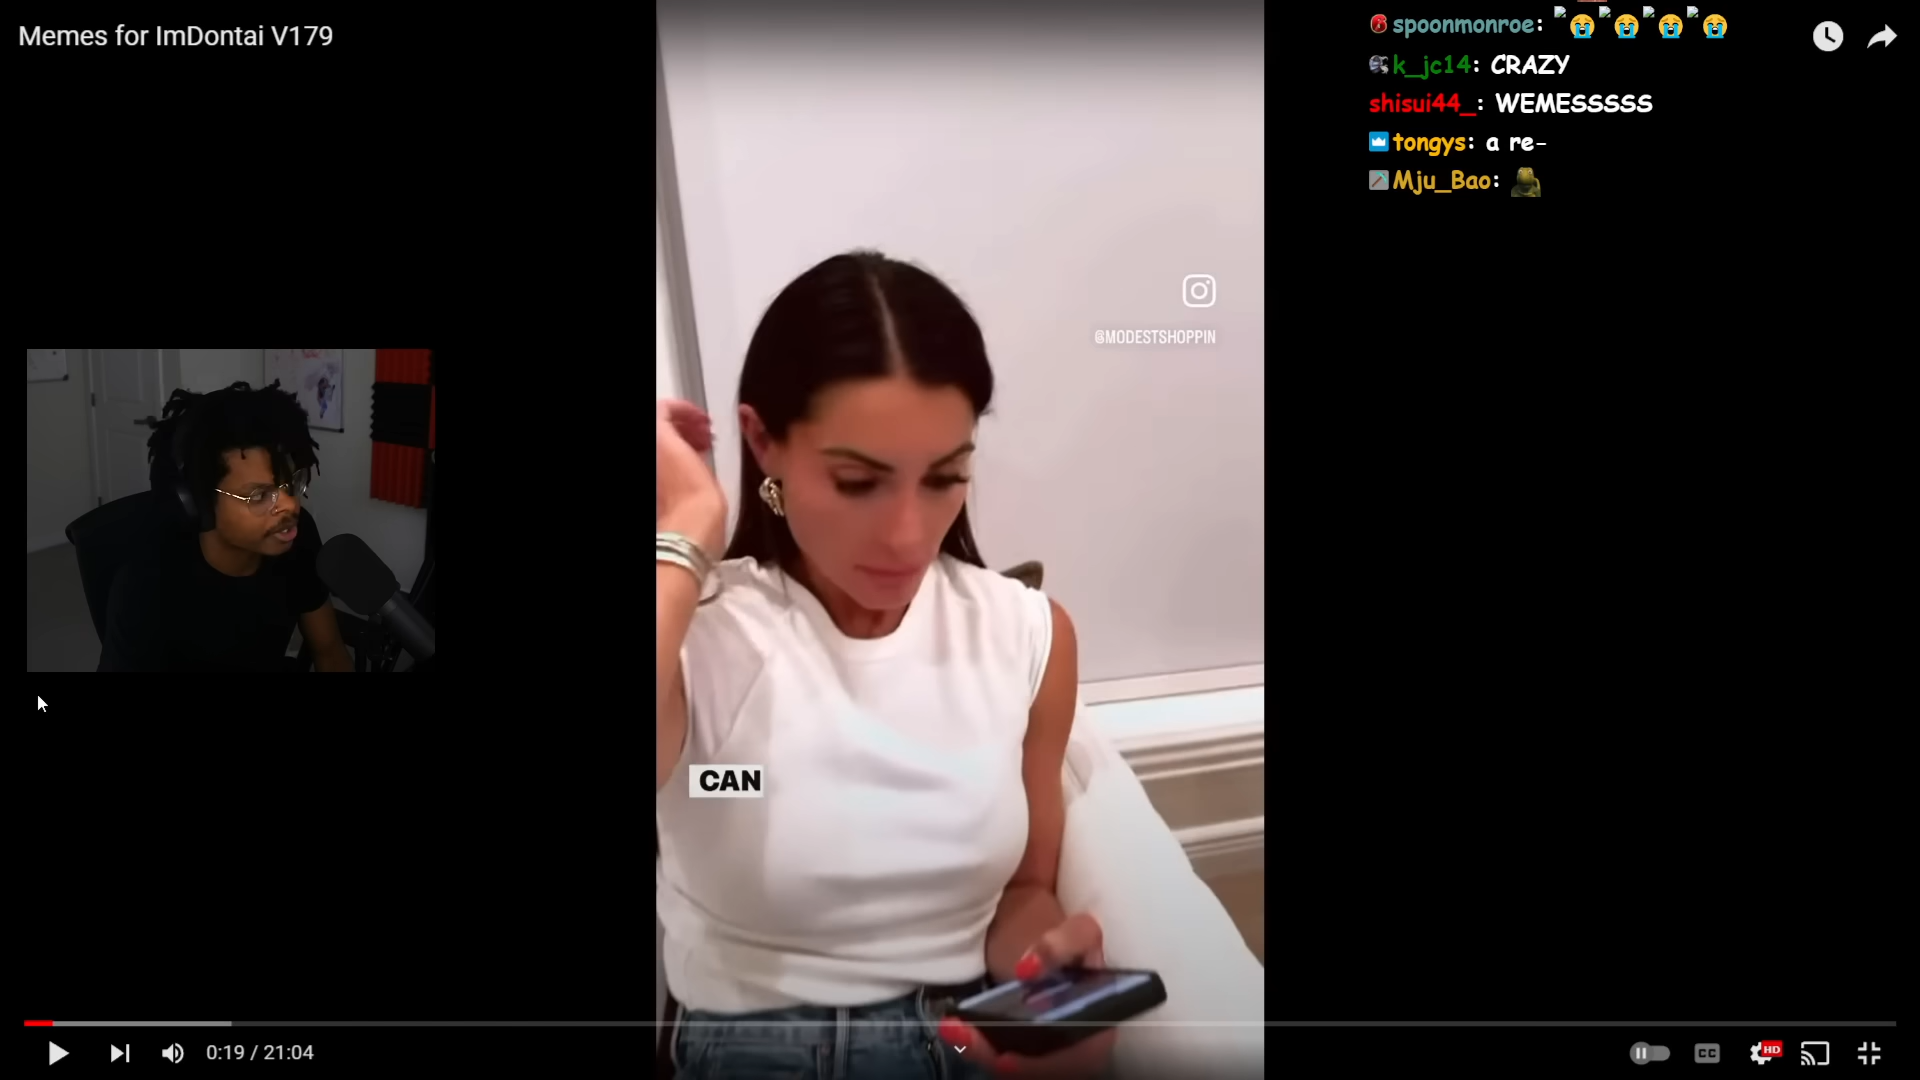 Memes for ImDontai V179
spoonmonroe:
k_jc14: CRAZY
shisui44_: WEMESSSSS
tongys: a re-
Mju_Bao:
@MODESTSHOPPIN
CAN
0:19 / 21:04
CC
HD